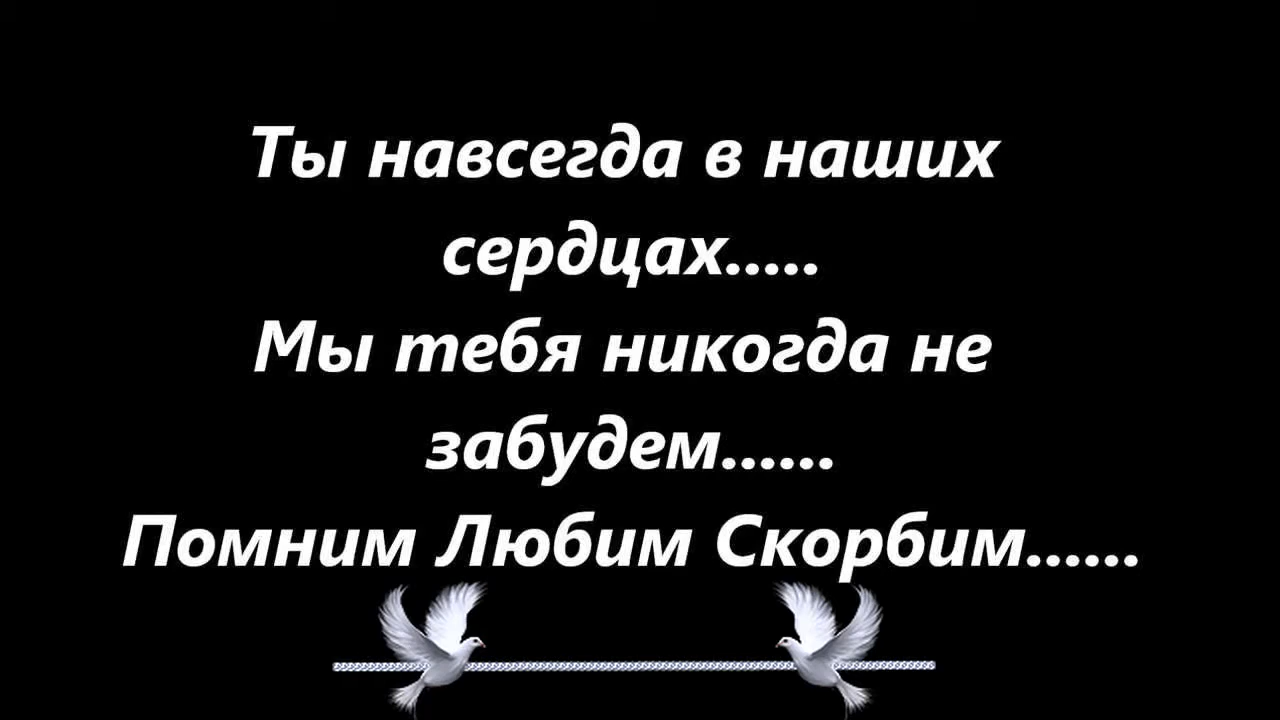 Ты навсегда в наших
сердцах.....
Мы тебя никогда не
забудем......
Помним Любим Скорбим......